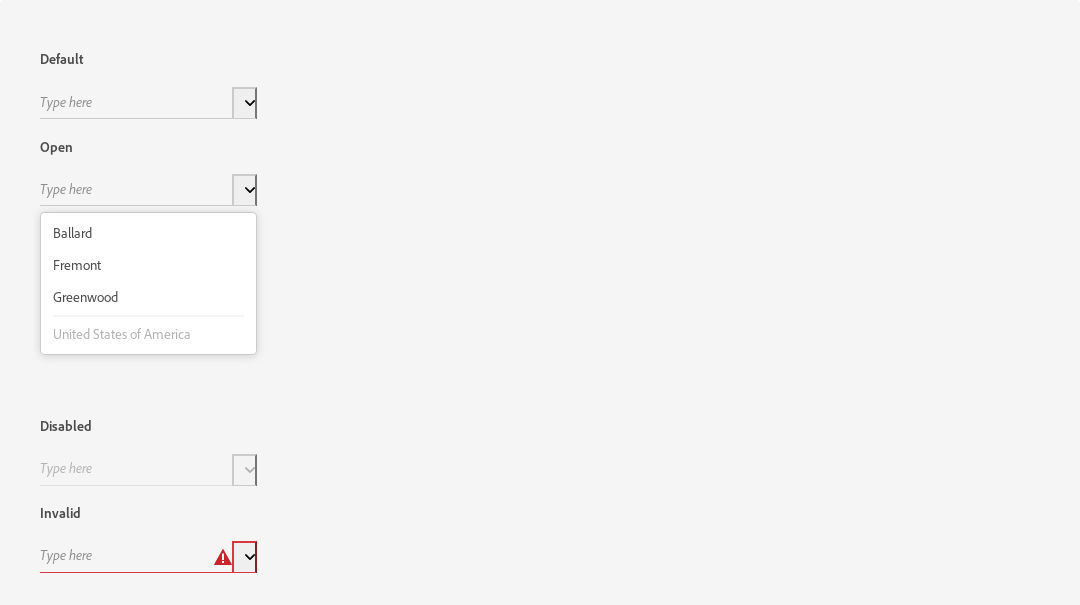 Default
Type here
Open
Type here
Ballard
Fremont
Greenwood
United States of America
Disabled
Type here
Invalid
Type here